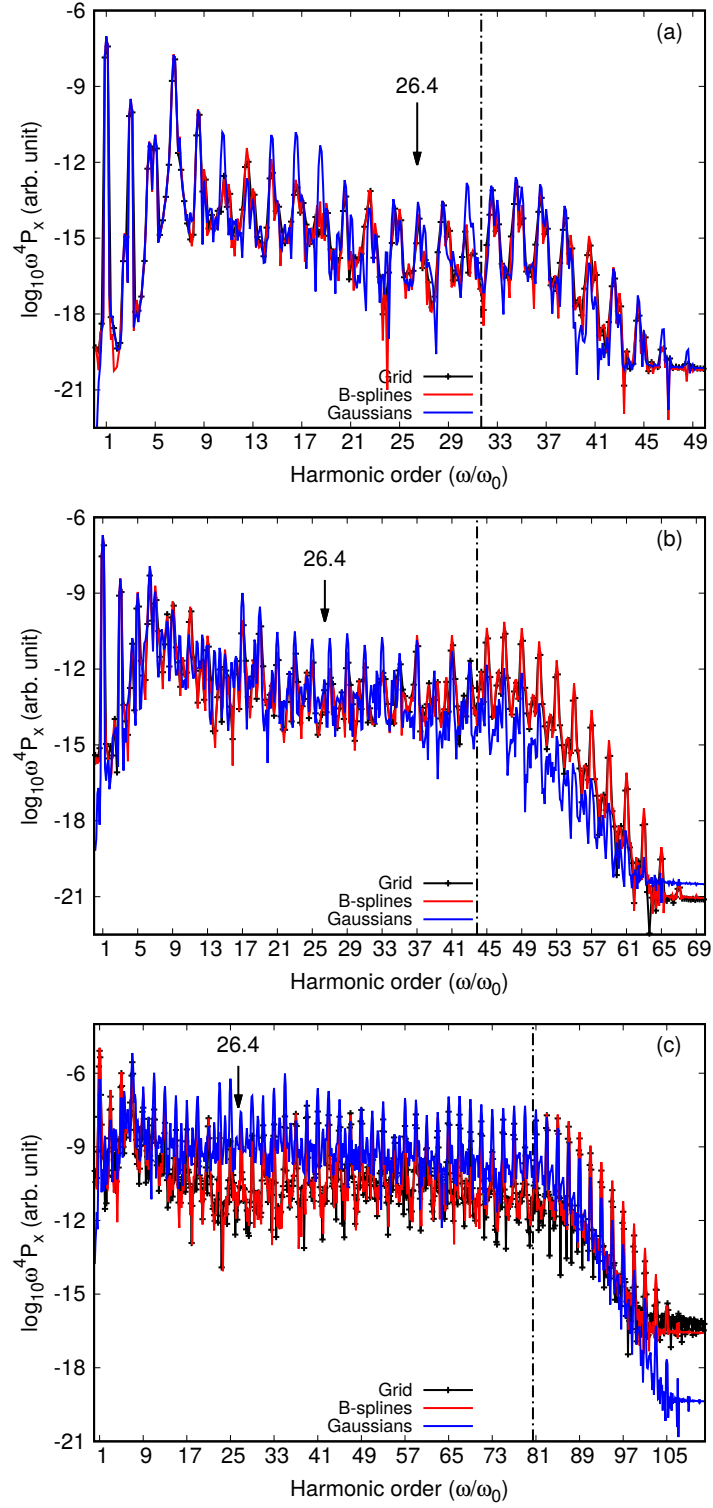 (a)
-6
-9
-12
-15
-18
-21
log₁₀ω⁴Pₓ (arb. unit)
26.4
Grid
B-splines
Gaussians
1 5 9 13 17 21 25 29 33 37 41 45 49
Harmonic order (ω/ω₀)
(b)
-6
-9
-12
-15
-18
-21
log₁₀ω⁴Pₓ (arb. unit)
26.4
Grid
B-splines
Gaussians
1 5 9 13 17 21 25 29 33 37 41 45 49 53 57 61 65 69
Harmonic order (ω/ω₀)
(c)
26.4
-6
-9
-12
-15
-18
-21
log₁₀ω⁴Pₓ (arb. unit)
Grid
B-splines
Gaussians
1 9 17 25 33 41 49 57 65 73 81 89 97 105
Harmonic order (ω/ω₀)